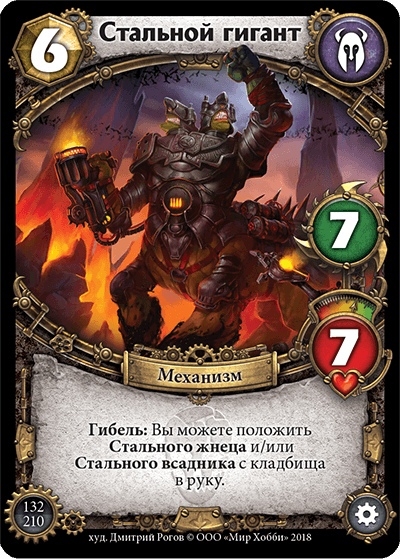 6
Стальной гигант
7
7
Механизм
Гибель: Вы можете положить
Стального жнеца и/или
Стального всадника с кладбища
в руку.
132
210
худ. Дмитрий Рогов © ООО «Мир Хобби» 2018